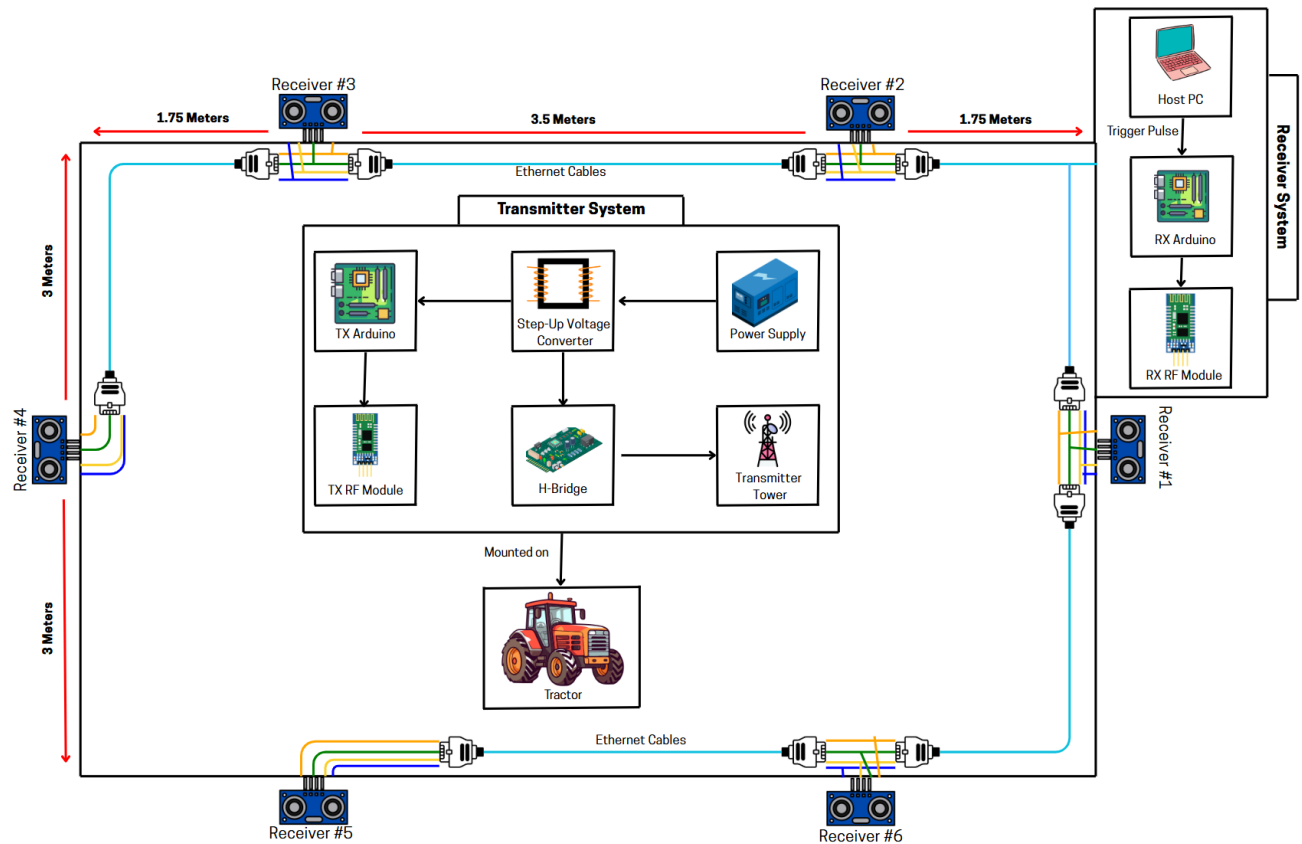 Receiver #3
Receiver #2
1.75 Meters
3.5 Meters
1.75 Meters
Host PC
Trigger Pulse
RX Arduino
RX RF Module
Receiver System
Ethernet Cables
3 Meters
Transmitter System
TX Arduino
Step-Up Voltage
Converter
Power Supply
TX RF Module
H-Bridge
Transmitter
Tower
Receiver #4
Receiver #1
Mounted on
3 Meters
Tractor
Ethernet Cables
Receiver #5
Receiver #6